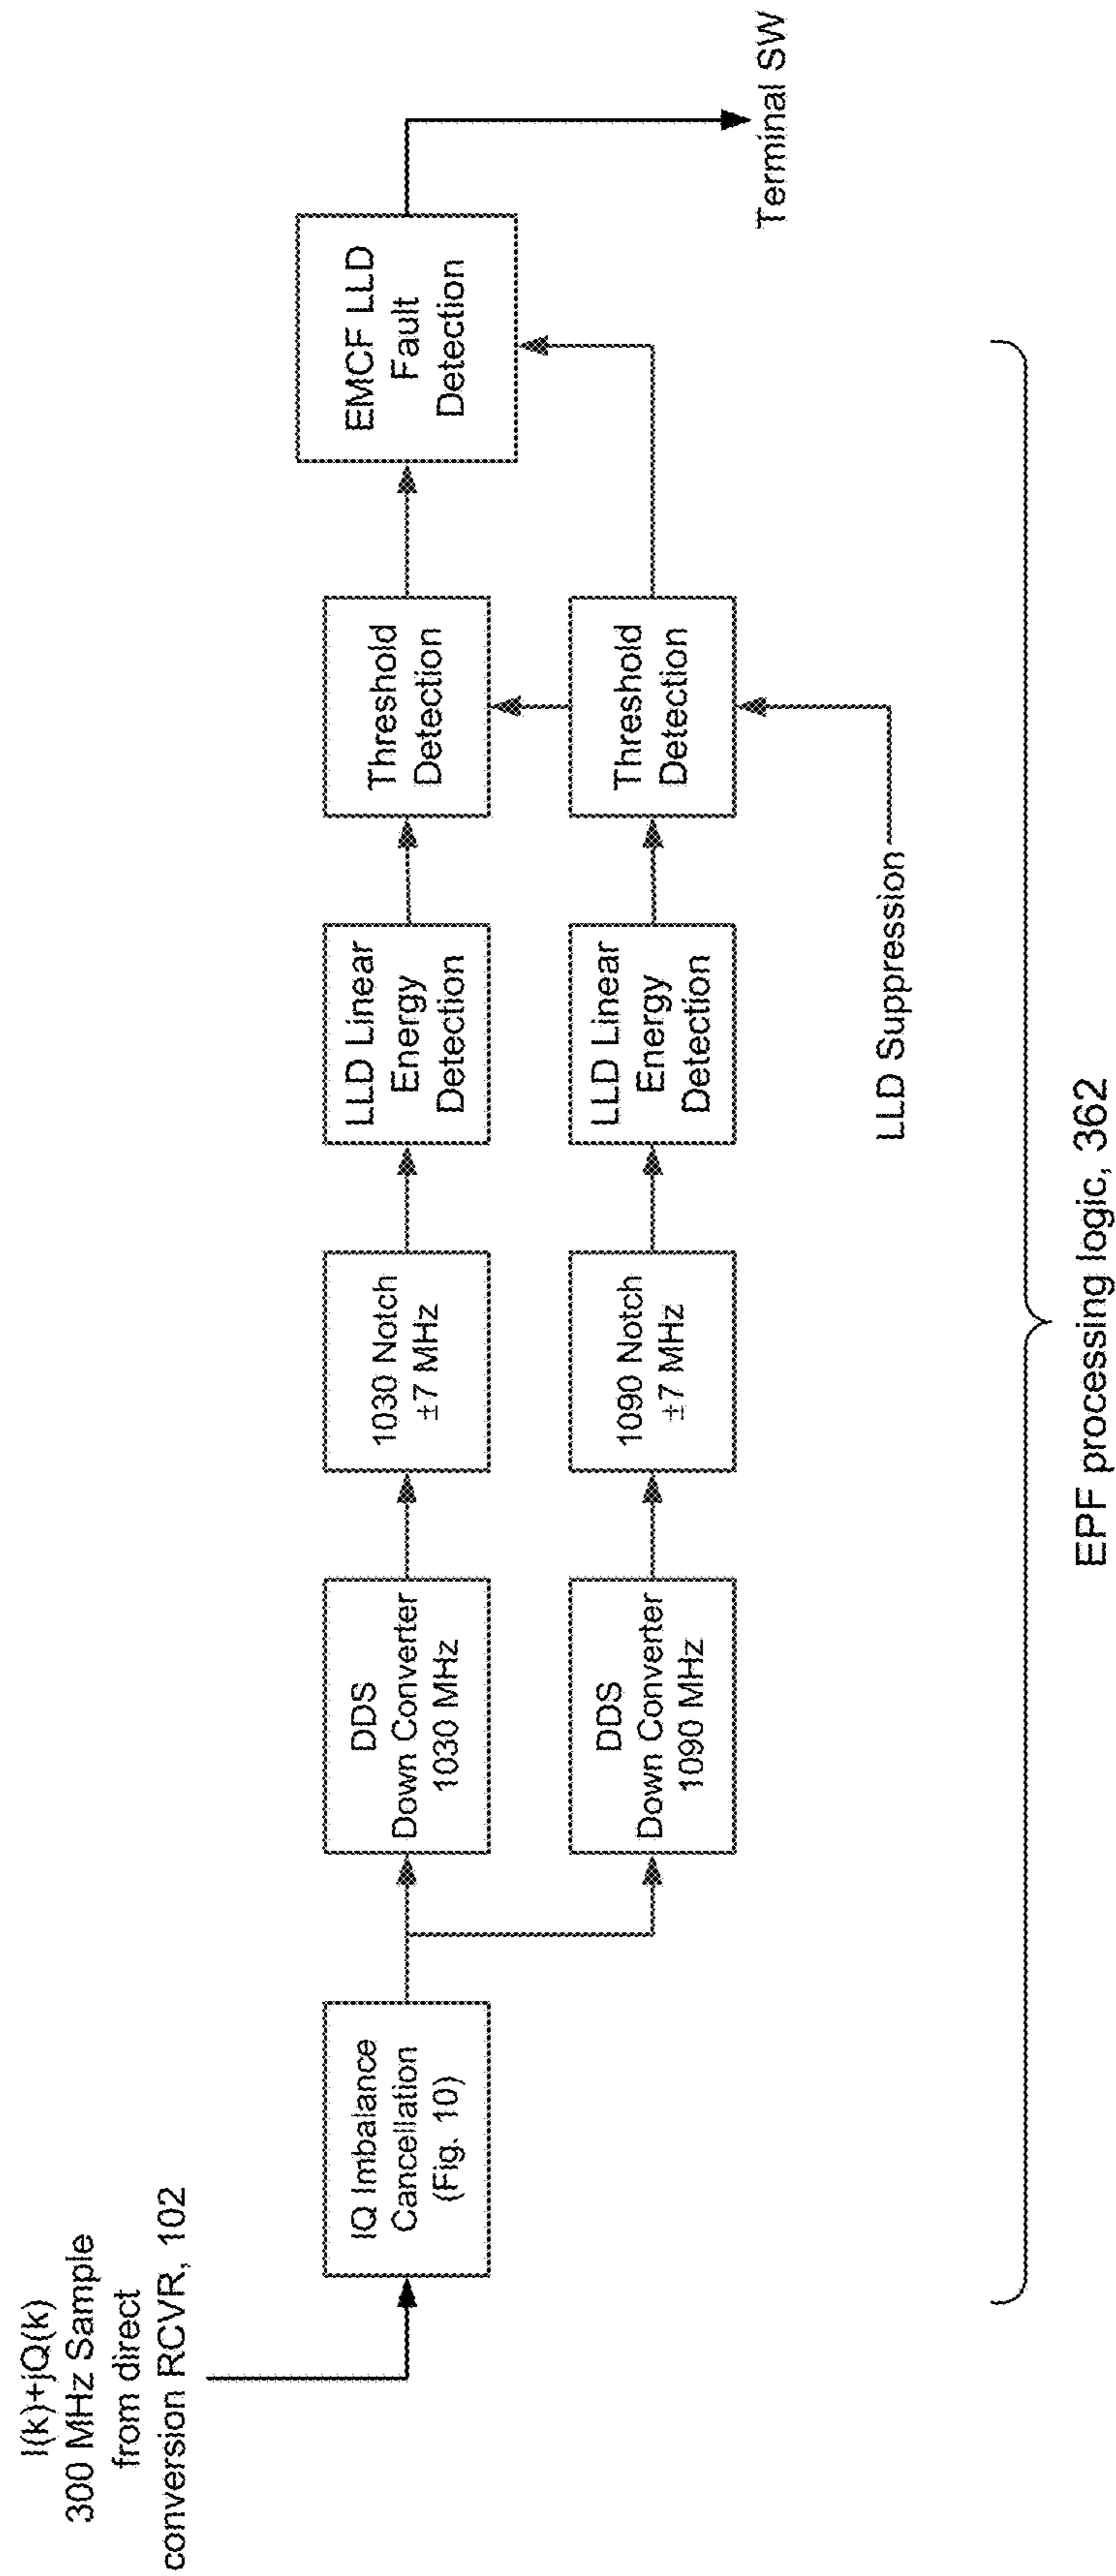 I(k)+jQ(k)
300 MHz Sample
from direct
conversion RCVR, 102
IQ Imbalance
Cancellation
(Fig. 10)
DDS
Down Converter
1030 MHz
1030 Notch
±7 MHz
LLD Linear
Energy
Detection
Threshold
Detection
EMCF LLD
Fault
Detection
Terminal SW
DDS
Down Converter
1090 MHz
1090 Notch
±7 MHz
LLD Linear
Energy
Detection
Threshold
Detection
LLD Suppression
EPF processing logic, 362